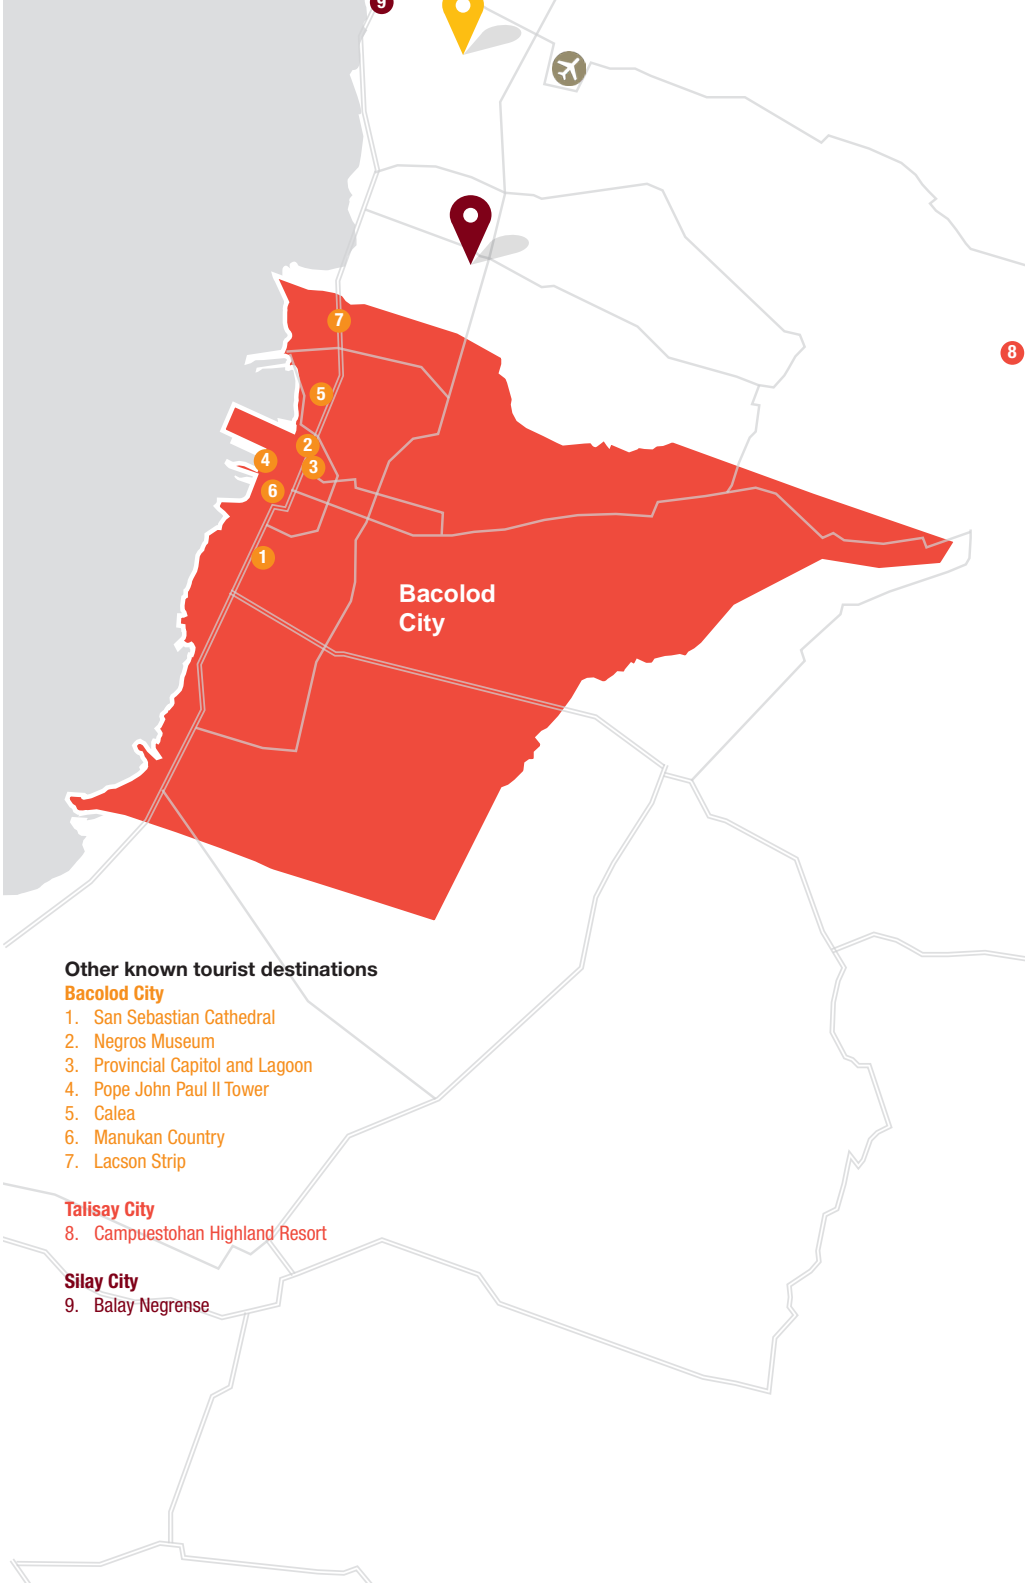 9
7
8
5
2
4
3
6
1
Bacolod
City
Other known tourist destinations
Bacolod City
1. San Sebastian Cathedral
2. Negros Museum
3. Provincial Capitol and Lagoon
4. Pope John Paul II Tower
5. Calea
6. Manukan Country
7. Lacson Strip
Talisay City
8. Campuestohan Highland Resort
Silay City
9. Balay Negrense